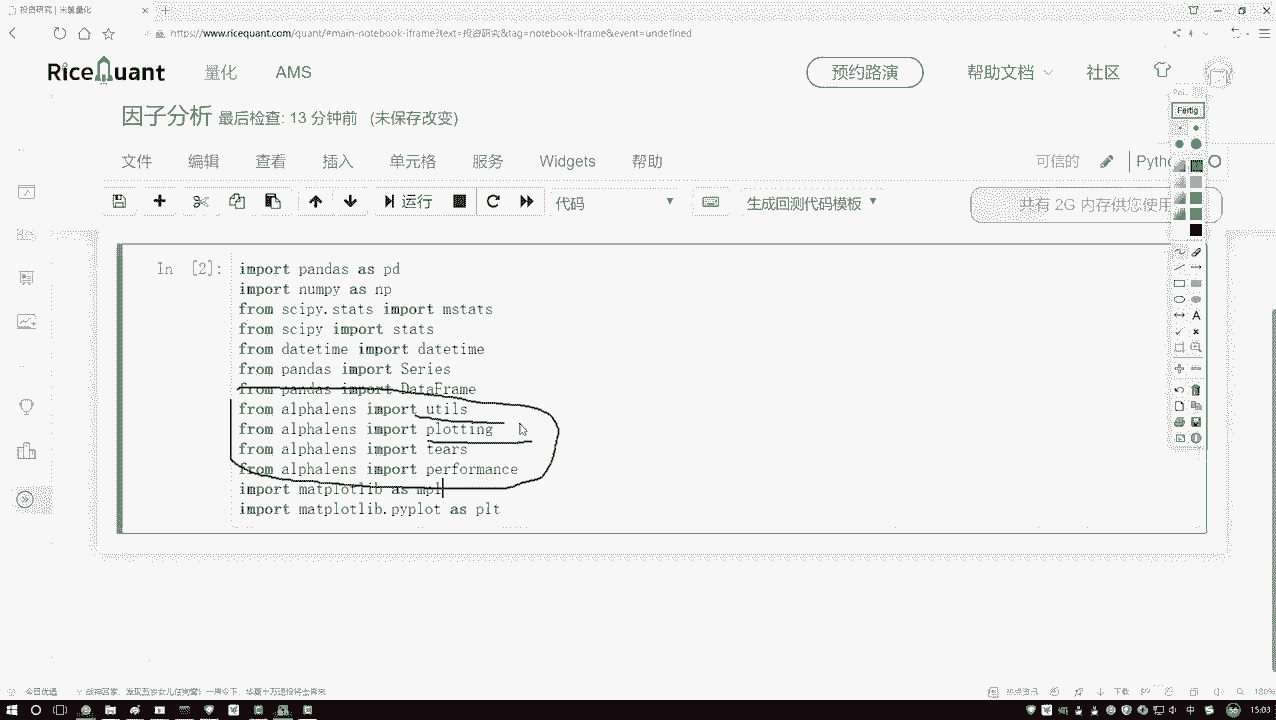 投资研究 | 米筐量化
https://www.ricequant.com/quant/#main-notebook-iframe?text=投资研究&tag=notebook-iframe&event=undefined
RiceQuant 量化 AMS 预约路演 帮助文档 社区
因子分析 最后检查: 13 分钟前 (未保存改变)
Fertig
文件 编辑 查看 插入 单元格 服务 Widgets 帮助 可信的
运行 代码 生成回测代码模板 共有 2G 内存供您使用
In [2]: import pandas as pd
import numpy as np
from scipy.stats import mstats
from scipy import stats
from datetime import datetime
from pandas import Series
from pandas import DataFrame
from alphalens import utils
from alphalens import plotting
from alphalens import tears
from alphalens import performance
import matplotlib as mpl
import matplotlib.pyplot as plt
今日优选 热点资讯 下载 180%
中 15:03